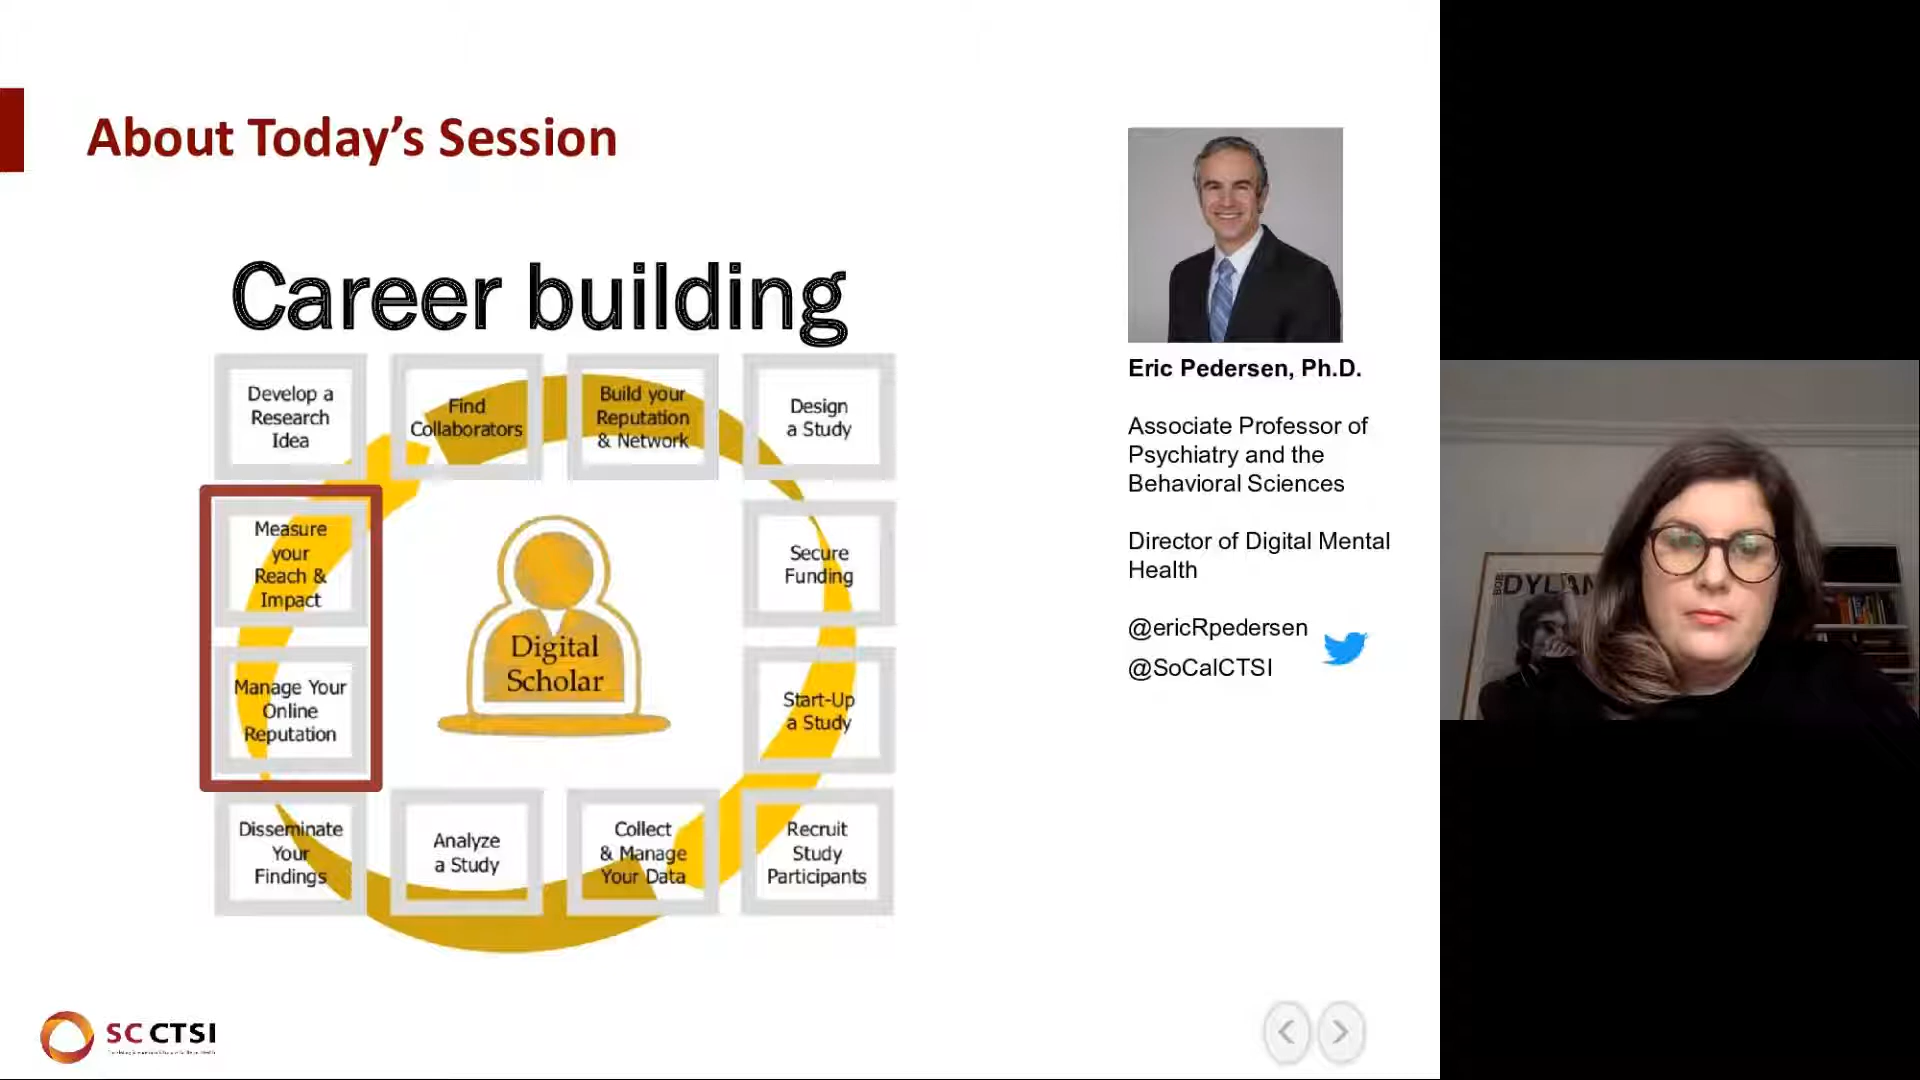 About Today’s Session
Career building
Develop a
Research
Idea
Find
Collaborators
Build your
Reputation
& Network
Design
a Study
Measure
your
Reach &
Impact
Secure
Funding
Digital
Scholar
Manage Your
Online
Reputation
Start-Up
a Study
Disseminate
Your
Findings
Analyze
a Study
Collect
& Manage
Your Data
Recruit
Study
Participants
Eric Pedersen, Ph.D.
Associate Professor of
Psychiatry and the
Behavioral Sciences
Director of Digital Mental
Health
@ericRpedersen
@SoCalCTSI
SC CTSI
BOB
DYLAN